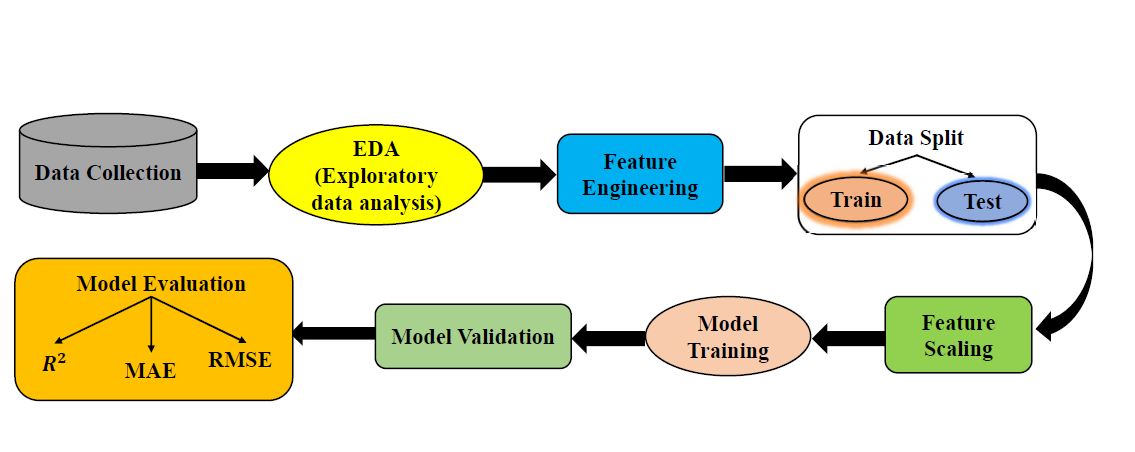 Data Collection
EDA
(Exploratory
data analysis)
Feature
Engineering
Data Split
Train
Test
Feature
Scaling
Model
Training
Model Validation
Model Evaluation
R²
MAE
RMSE